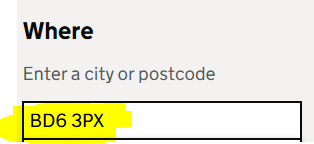 Where
Enter a city or postcode
BD6 3PX